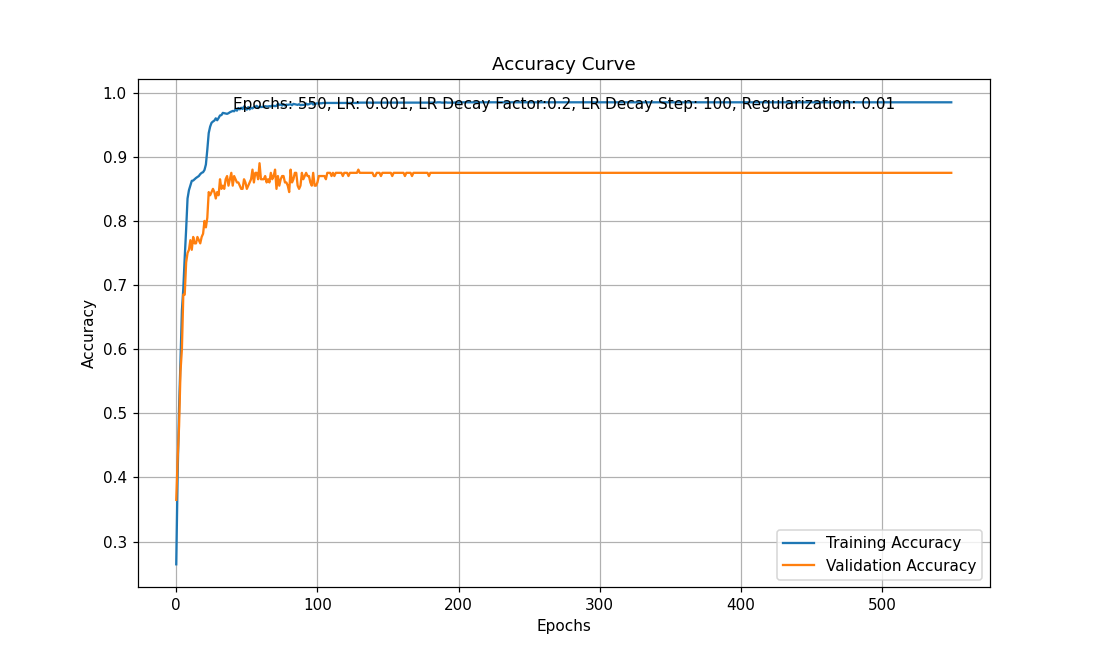 Accuracy Curve
Epochs: 550, LR: 0.001, LR Decay Factor:0.2, LR Decay Step: 100, Regularization: 0.01
1.0
0.9
0.8
0.7
0.6
0.5
0.4
0.3
Accuracy
Training Accuracy
Validation Accuracy
0 100 200 300 400 500
Epochs